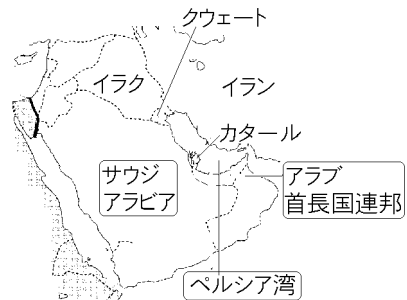 クウェート
イラク
イラン
カタール
サウジ
アラビア
アラブ
首長国連邦
ペルシア湾